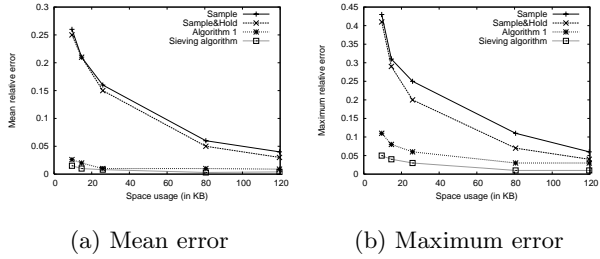 0.3
0.25
0.2
0.15
0.1
0.05
0
Mean relative error
Sample
Sample&Hold
Algorithm 1
Sieving algorithm
0 20 40 60 80 100 120
Space usage (in KB)
(a) Mean error
0.45
0.4
0.35
0.3
0.25
0.2
0.15
0.1
0.05
0
Maximum relative error
Sample
Sample&Hold
Algorithm 1
Sieving algorithm
0 20 40 60 80 100 120
Space usage (in KB)
(b) Maximum error